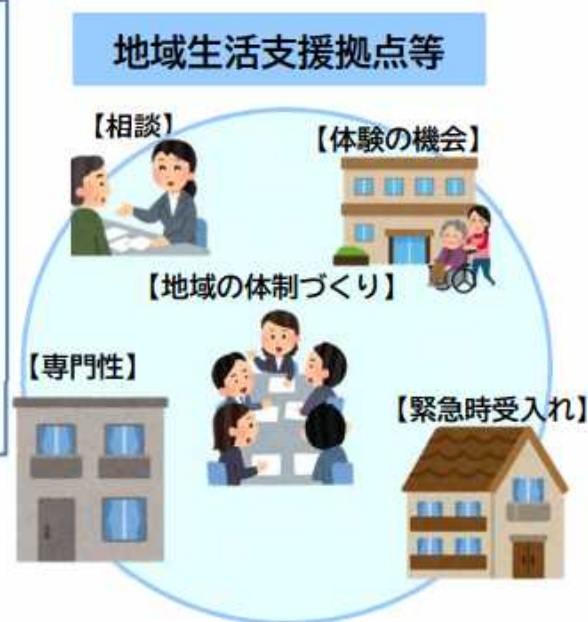 地域生活支援拠点等
【相談】
【体験の機会】
【地域の体制づくり】
【専門性】
【緊急時受入れ】